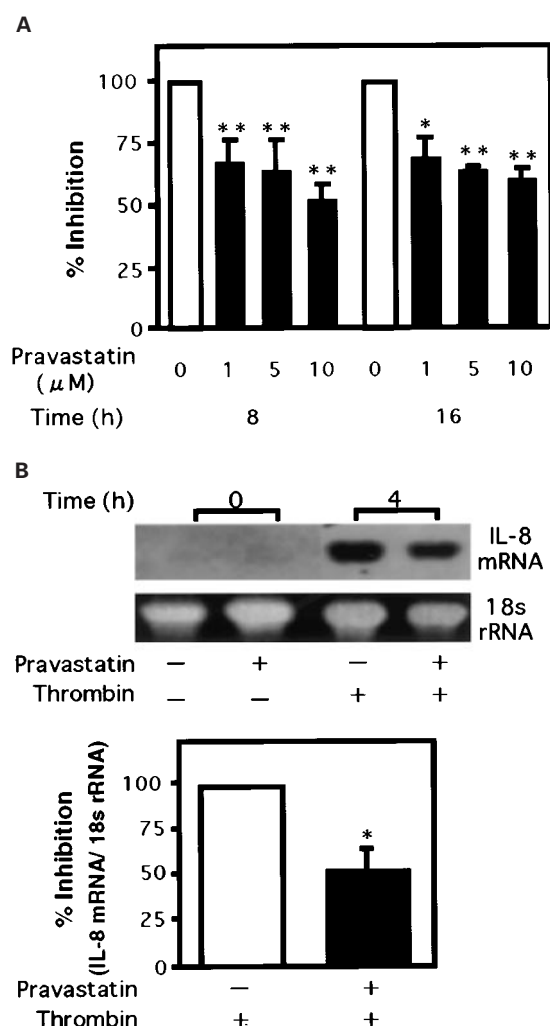 A
% Inhibition
100
75
50
25
0
** ** ** * ** **
Pravastatin
(μM)
0 1 5 10 0 1 5 10
Time (h) 8 16
B
Time (h) 0 4
IL-8
mRNA
18s
rRNA
Pravastatin − + − +
Thrombin − − + +
% Inhibition
(IL-8 mRNA/ 18s rRNA)
100
75
50
25
0
*
Pravastatin − +
Thrombin + +